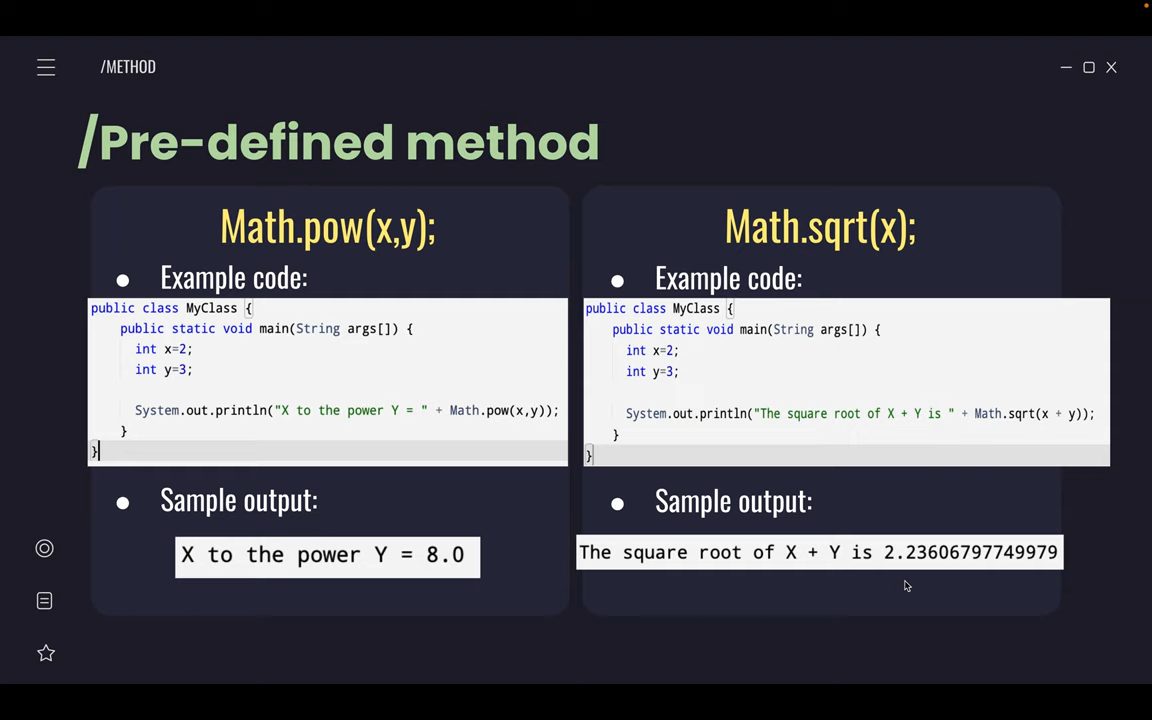 /METHOD
/Pre-defined method
Math.pow(x,y);
Example code:
public class MyClass {
public static void main(String args[]) {
int x=2;
int y=3;
System.out.println("X to the power Y = " + Math.pow(x,y));
}
}
Sample output:
X to the power Y = 8.0
Math.sqrt(x);
Example code:
public class MyClass {
public static void main(String args[]) {
int x=2;
int y=3;
System.out.println("The square root of X + Y is " + Math.sqrt(x + y));
}
}
Sample output:
The square root of X + Y is 2.23606797749979